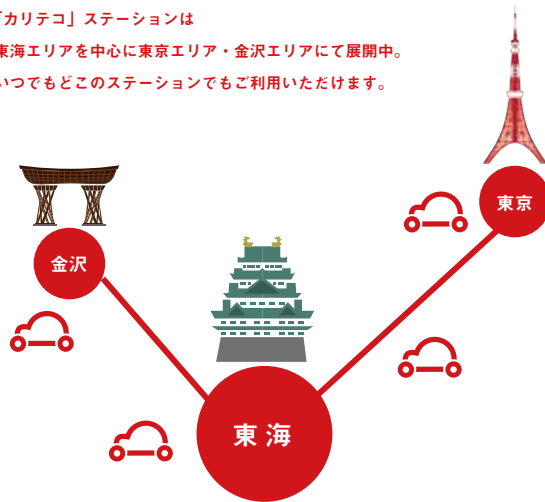 「カリテコ」ステーションは
東海エリアを中心に東京エリア・金沢エリアにて展開中。
いつでもどこのステーションでもご利用いただけます。
東京
金沢
東海